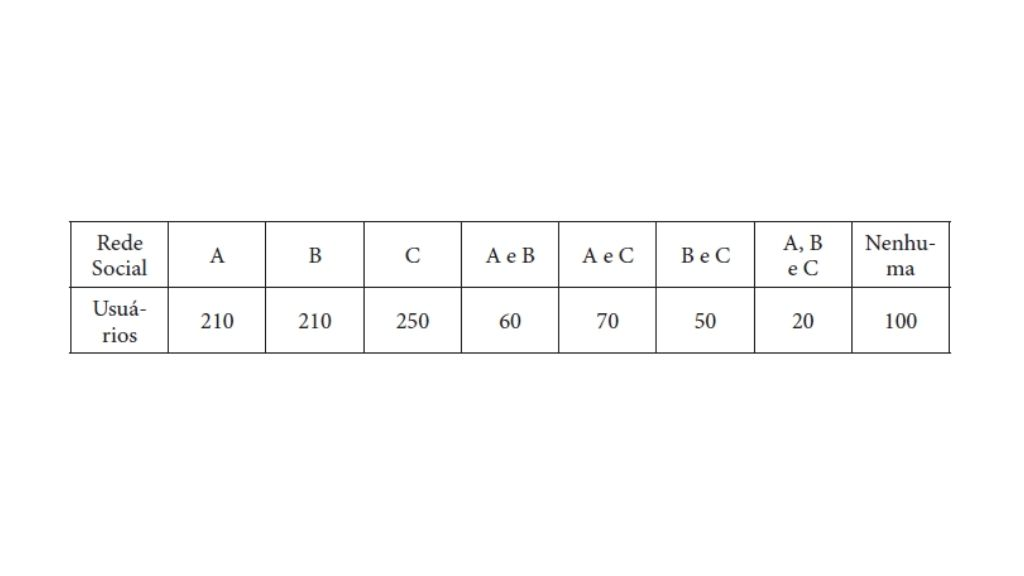 Rede
Social
A
B
C
A e B
A e C
B e C
A, B
e C
Nenhu-
ma
Usuá-
rios
210
210
250
60
70
50
20
100